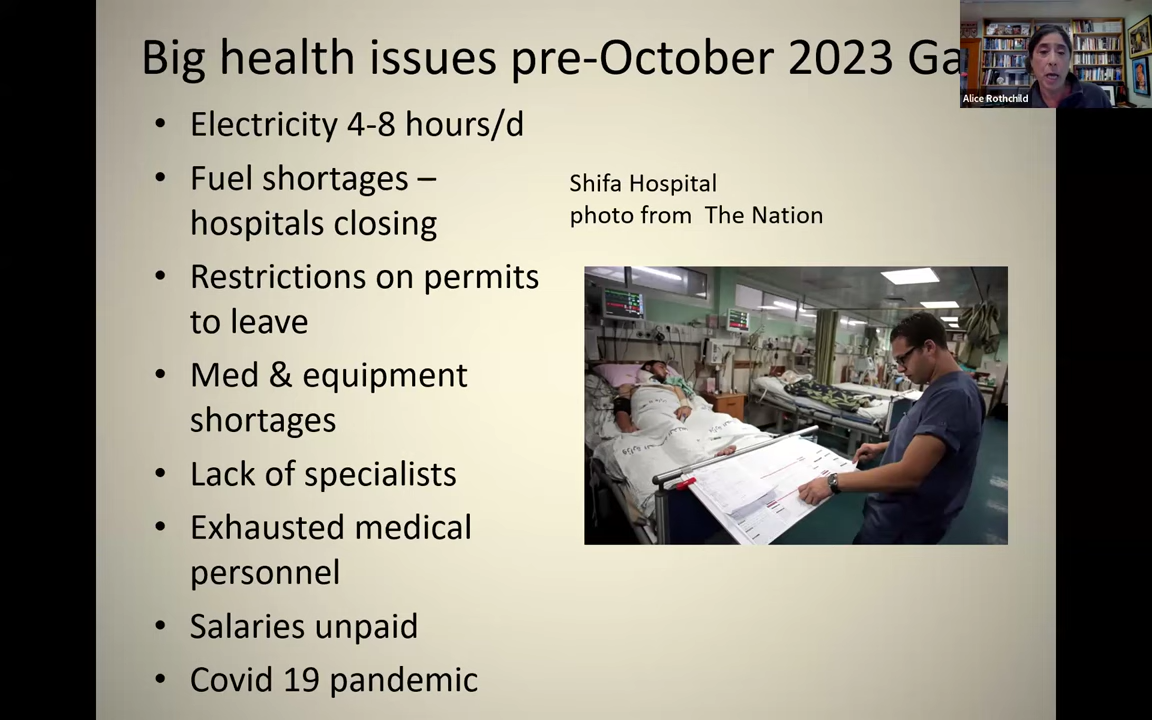 Big health issues pre-October 2023 Ga
Alice Rothchild
• Electricity 4-8 hours/d
• Fuel shortages –
hospitals closing
• Restrictions on permits
to leave
• Med & equipment
shortages
• Lack of specialists
• Exhausted medical
personnel
• Salaries unpaid
• Covid 19 pandemic
Shifa Hospital
photo from The Nation